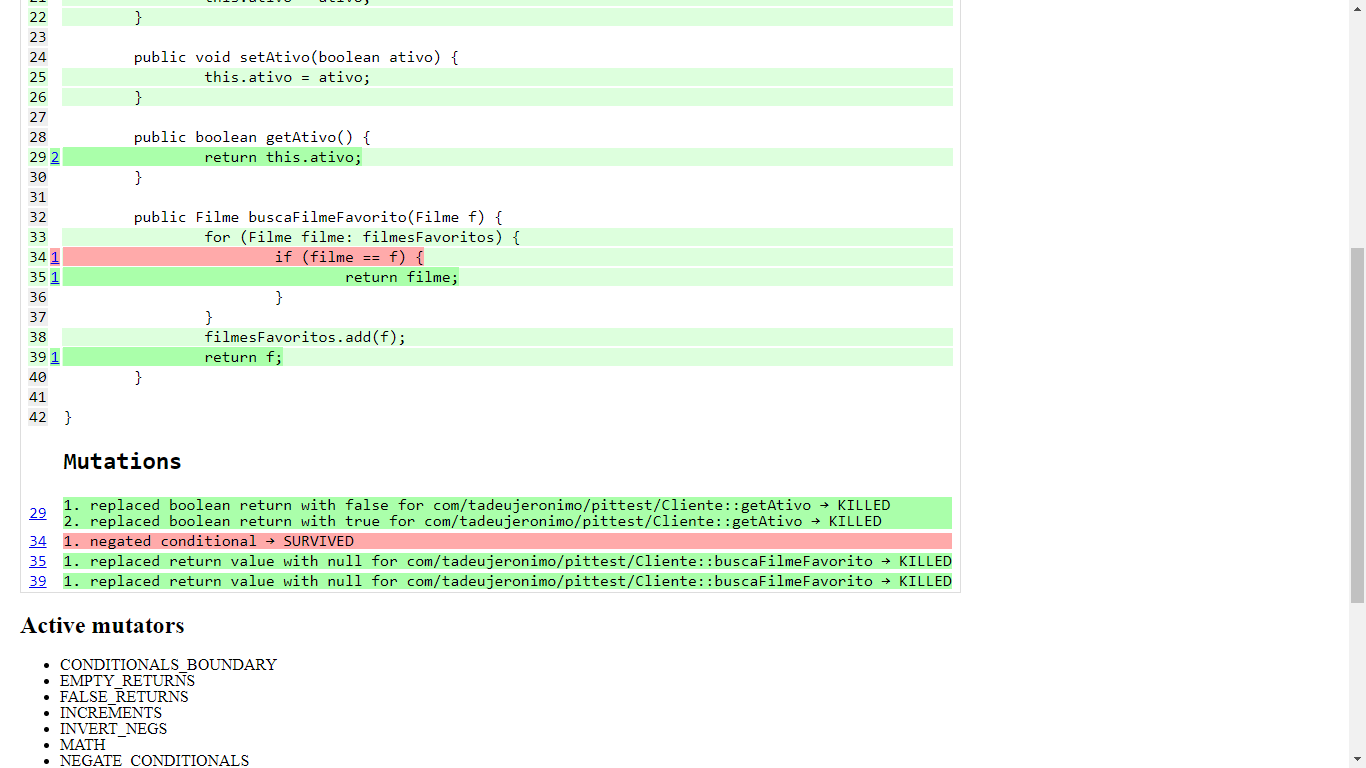 21 this.ativo = ativo;
22 }
23
24 public void setAtivo(boolean ativo) {
25 this.ativo = ativo;
26 }
27
28 public boolean getAtivo() {
29 2 return this.ativo;
30 }
31
32 public Filme buscaFilmeFavorito(Filme f) {
33 for (Filme filme: filmesFavoritos) {
34 1 if (filme == f) {
35 1 return filme;
36 }
37 }
38 filmesFavoritos.add(f);
39 1 return f;
40 }
41
42 }
Mutations
29 1. replaced boolean return with false for com/tadeujeronimo/pittest/Cliente::getAtivo → KILLED
2. replaced boolean return with true for com/tadeujeronimo/pittest/Cliente::getAtivo → KILLED
34 1. negated conditional → SURVIVED
35 1. replaced return value with null for com/tadeujeronimo/pittest/Cliente::buscaFilmeFavorito → KILLED
39 1. replaced return value with null for com/tadeujeronimo/pittest/Cliente::buscaFilmeFavorito → KILLED
Active mutators
• CONDITIONALS_BOUNDARY
• EMPTY_RETURNS
• FALSE_RETURNS
• INCREMENTS
• INVERT_NEGS
• MATH
• NEGATE_CONDITIONALS